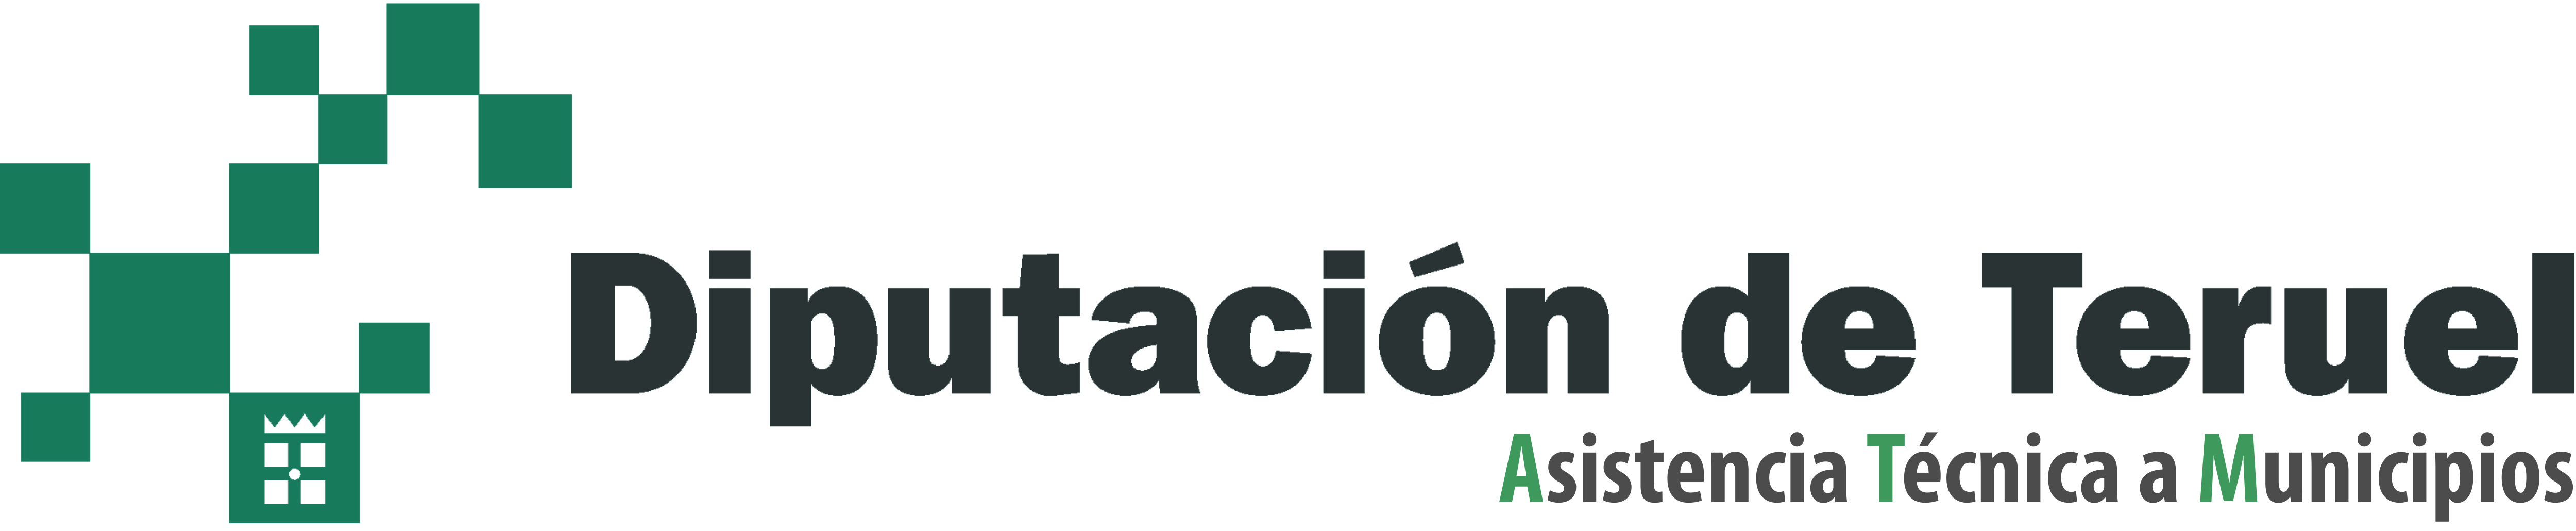 Diputación de Teruel
Asistencia Técnica a Municipios